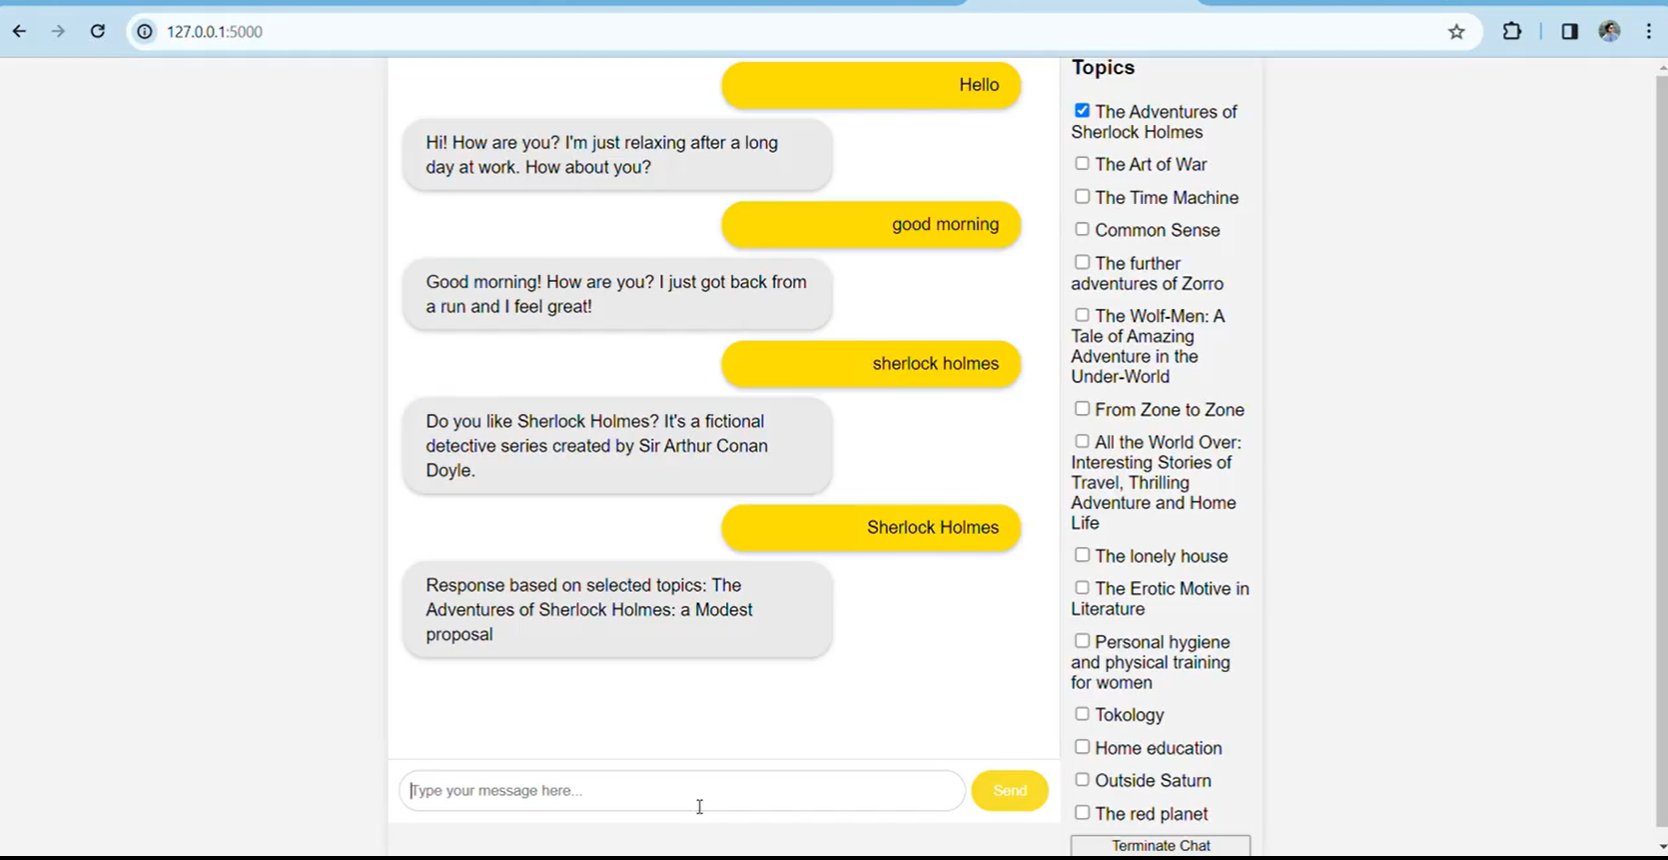 127.0.0.1:5000
Hello
Hi! How are you? I'm just relaxing after a long
day at work. How about you?
good morning
Good morning! How are you? I just got back from
a run and I feel great!
sherlock holmes
Do you like Sherlock Holmes? It's a fictional
detective series created by Sir Arthur Conan
Doyle.
Sherlock Holmes
Response based on selected topics: The
Adventures of Sherlock Holmes: a Modest
proposal
Type your message here...
Send
Topics
The Adventures of
Sherlock Holmes
The Art of War
The Time Machine
Common Sense
The further
adventures of Zorro
The Wolf-Men: A
Tale of Amazing
Adventure in the
Under-World
From Zone to Zone
All the World Over:
Interesting Stories of
Travel, Thrilling
Adventure and Home
Life
The lonely house
The Erotic Motive in
Literature
Personal hygiene
and physical training
for women
Tokology
Home education
Outside Saturn
The red planet
Terminate Chat